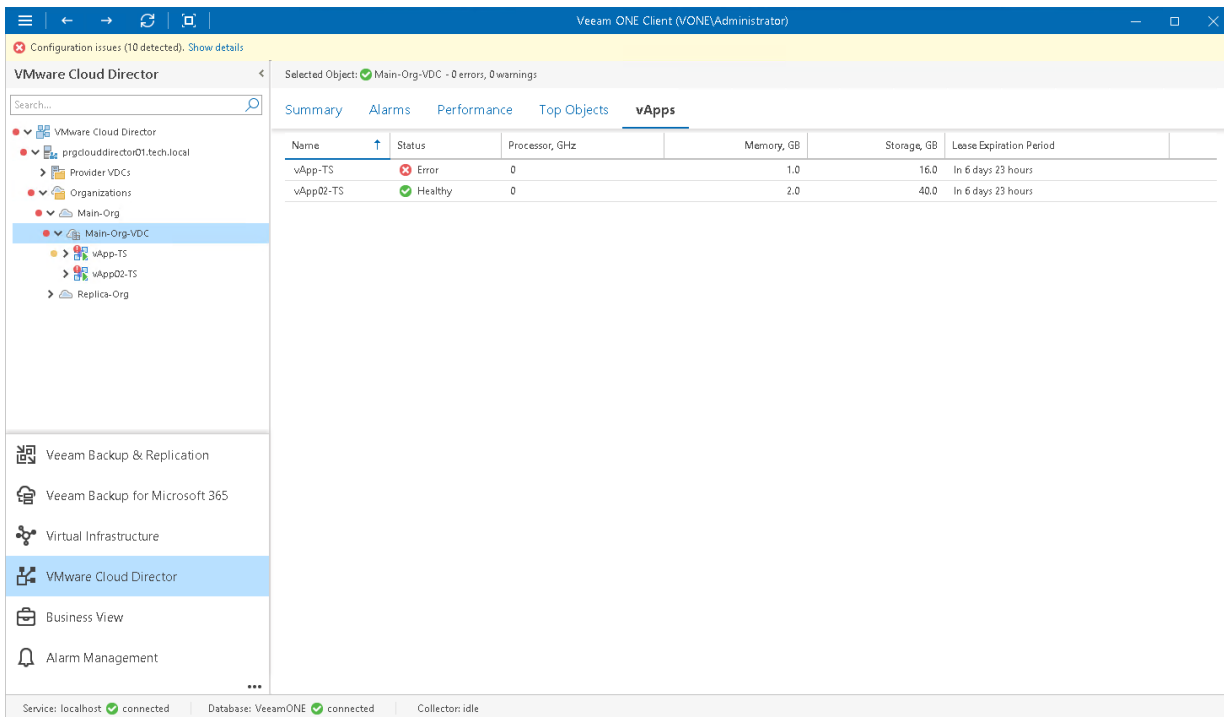 Veeam ONE Client (VONE\Administrator)
Configuration issues (10 detected). Show details
VMware Cloud Director
Selected Object: Main-Org-VDC - 0 errors, 0 warnings
Search...
Summary Alarms Performance Top Objects vApps
VMware Cloud Director
prgclouddirector01.tech.local
Provider VDCs
Organizations
Main-Org
Main-Org-VDC
vApp-TS
vApp02-TS
Replica-Org
Name Status Processor, GHz Memory, GB Storage, GB Lease Expiration Period
vApp-TS Error 0 1.0 16.0 In 6 days 23 hours
vApp02-TS Healthy 0 2.0 40.0 In 6 days 23 hours
Veeam Backup & Replication
Veeam Backup for Microsoft 365
Virtual Infrastructure
VMware Cloud Director
Business View
Alarm Management
Service: localhost connected Database: VeeamONE connected Collector: idle